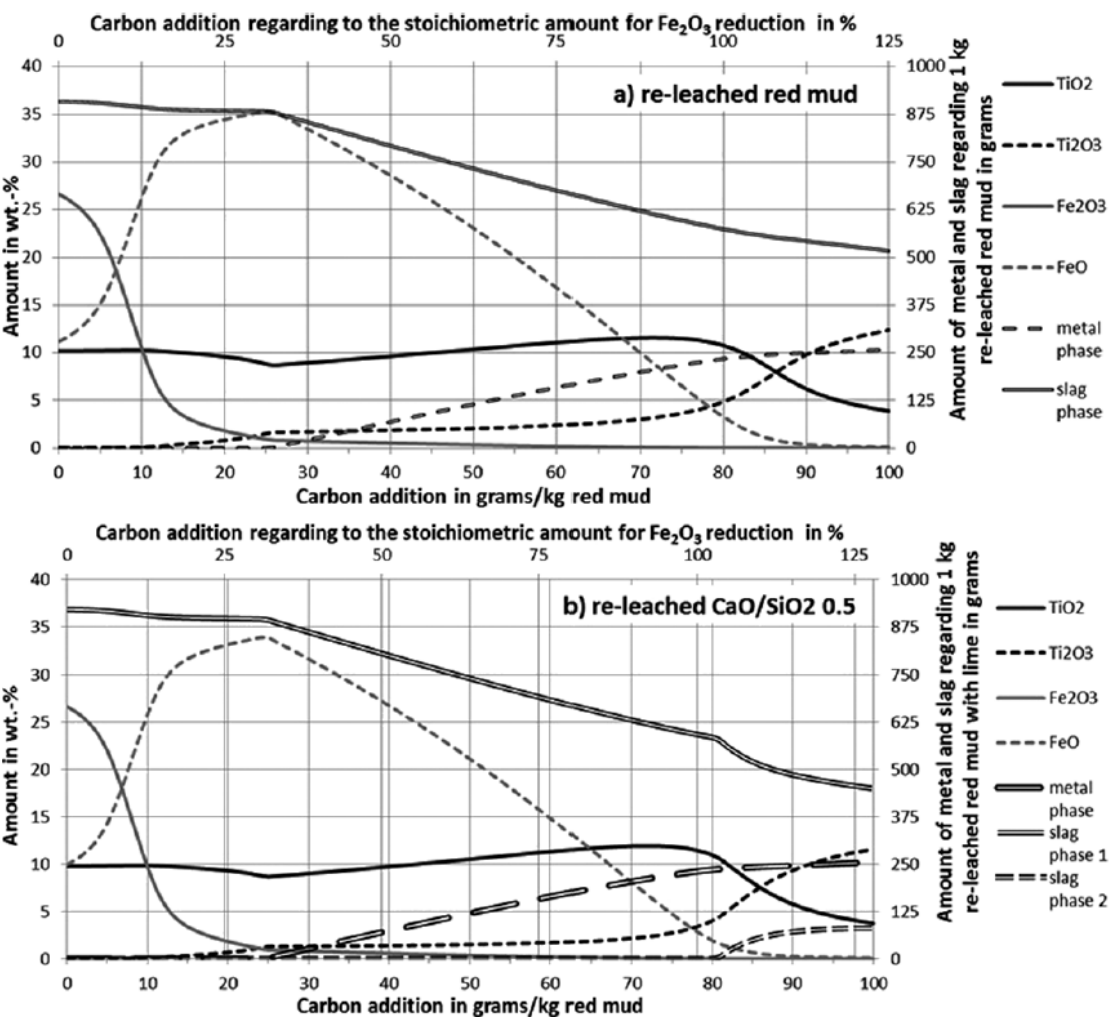 Carbon addition regarding to the stoichiometric amount for Fe2O3 reduction in %
0 25 50 75 100 125
40 1000
35 875
30 750
25 625
20 500
15 375
10 250
5 125
0 0
a) re-leached red mud
Amount in wt.-%
Amount of metal and slag regarding 1 kg
re-leached red mud in grams
TiO2
Ti2O3
Fe2O3
FeO
metal
phase
slag
phase
0 10 20 30 40 50 60 70 80 90 100
Carbon addition in grams/kg red mud
Carbon addition regarding to the stoichiometric amount for Fe2O3 reduction in %
0 25 50 75 100 125
40 1000
35 875
30 750
25 625
20 500
15 375
10 250
5 125
0 0
b) re-leached CaO/SiO2 0.5
Amount in wt.-%
Amount of metal and slag regarding 1 kg
re-leached red mud with lime in grams
TiO2
Ti2O3
Fe2O3
FeO
metal
phase
slag
phase 1
slag
phase 2
0 10 20 30 40 50 60 70 80 90 100
Carbon addition in grams/kg red mud